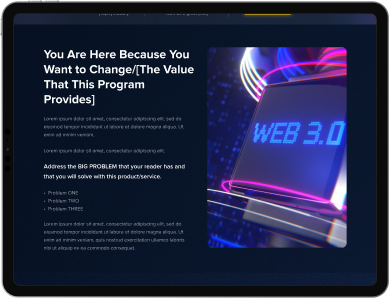 You Are Here Because You
Want to Change/[The Value
That This Program
Provides]
Lorem ipsum dolor sit amet, consectetur adipiscing elit, sed do
eiusmod tempor incididunt ut labore et dolore magna aliqua. Ut
enim ad minim veniam.
Lorem ipsum dolor sit amet, consectetur adipiscing elit.
Address the BIG PROBLEM that your reader has and
that you will solve with this product/service.
• Problem ONE
• Problem TWO
• Problem THREE
Lorem ipsum dolor sit amet, consectetur adipiscing elit, sed do
eiusmod tempor incididunt ut labore et dolore magna aliqua. Ut
enim ad minim veniam, quis nostrud exercitation ullamco laboris
nisi ut aliquip ex ea commodo consequat.
WEB 3.0